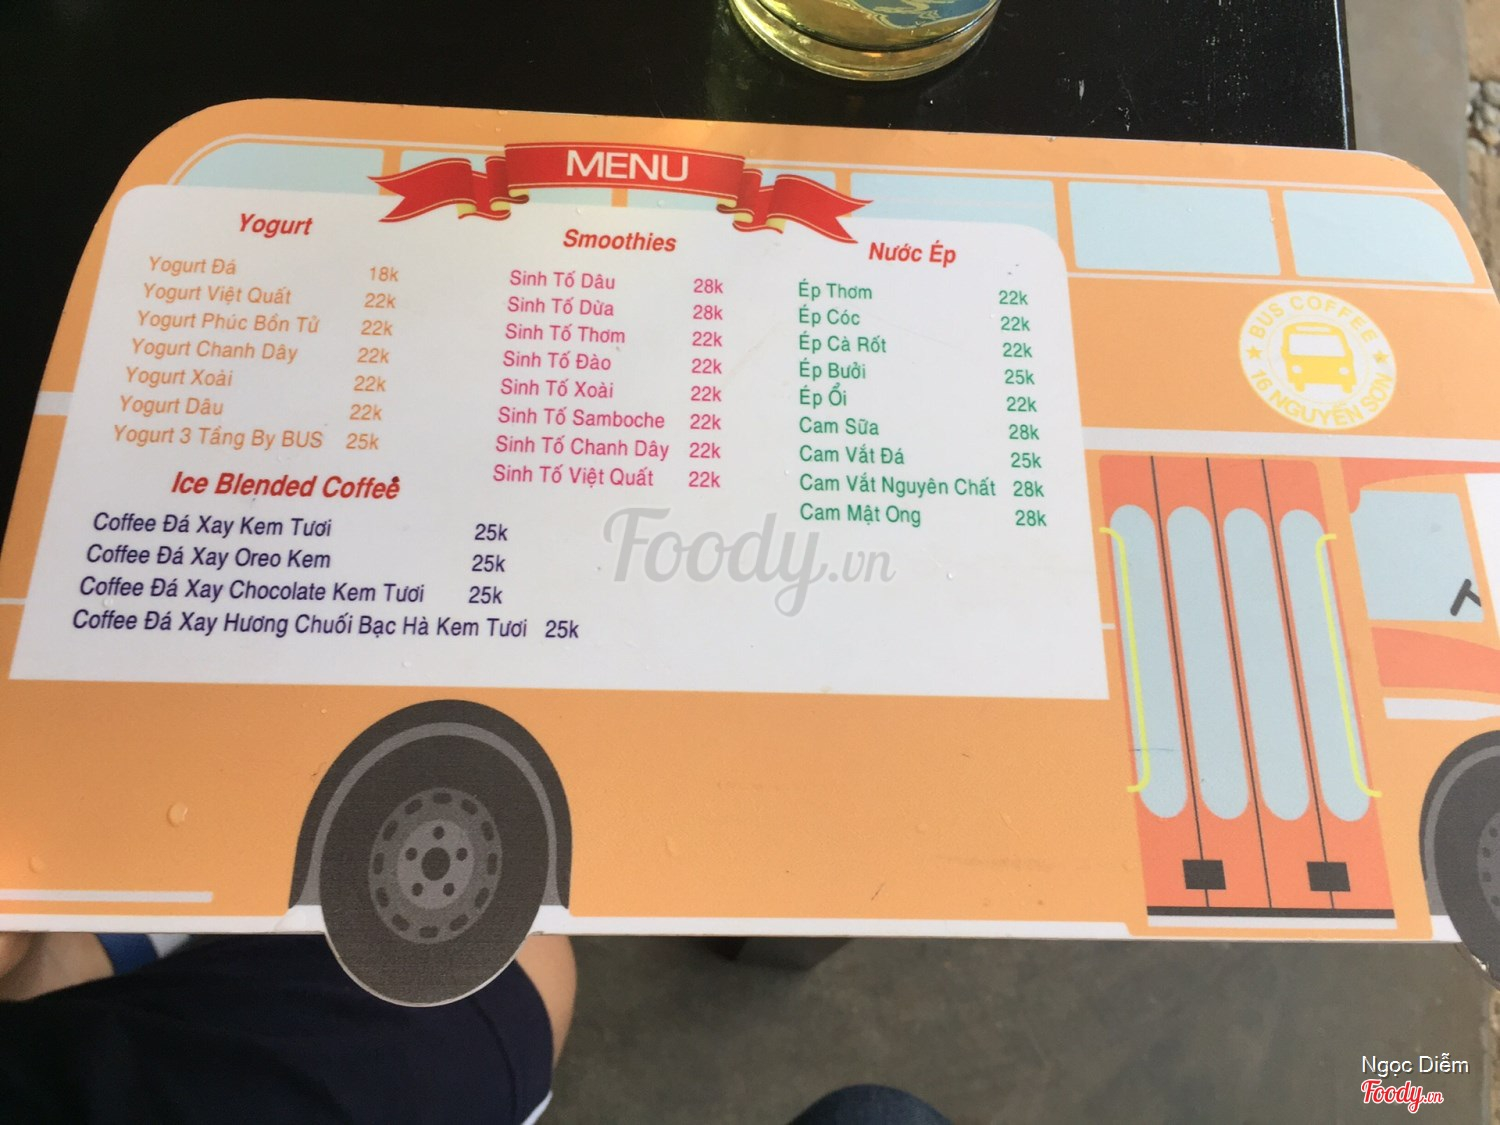 MENU
Yogurt
Yogurt Đá 18k
Yogurt Việt Quất 22k
Yogurt Phúc Bồn Tử 22k
Yogurt Chanh Dây 22k
Yogurt Xoài 22k
Yogurt Dâu 22k
Yogurt 3 Tầng By BUS 25k
Ice Blended Coffee
Coffee Đá Xay Kem Tươi 25k
Coffee Đá Xay Oreo Kem 25k
Coffee Đá Xay Chocolate Kem Tươi 25k
Coffee Đá Xay Hương Chuối Bạc Hà Kem Tươi 25k
Smoothies
Sinh Tố Dâu 28k
Sinh Tố Dừa 28k
Sinh Tố Thơm 22k
Sinh Tố Đào 22k
Sinh Tố Xoài 22k
Sinh Tố Samboche 22k
Sinh Tố Chanh Dây 22k
Sinh Tố Việt Quất 22k
Nước Ép
Ép Thơm 22k
Ép Cóc 22k
Ép Cà Rốt 22k
Ép Bưởi 25k
Ép Ổi 22k
Cam Sữa 28k
Cam Vắt Đá 25k
Cam Vắt Nguyên Chất 28k
Cam Mật Ong 28k
BUS COFFEE
16 NGUYỄN SƠN
Foody.vn
Ngọc Diễm
Foody.vn